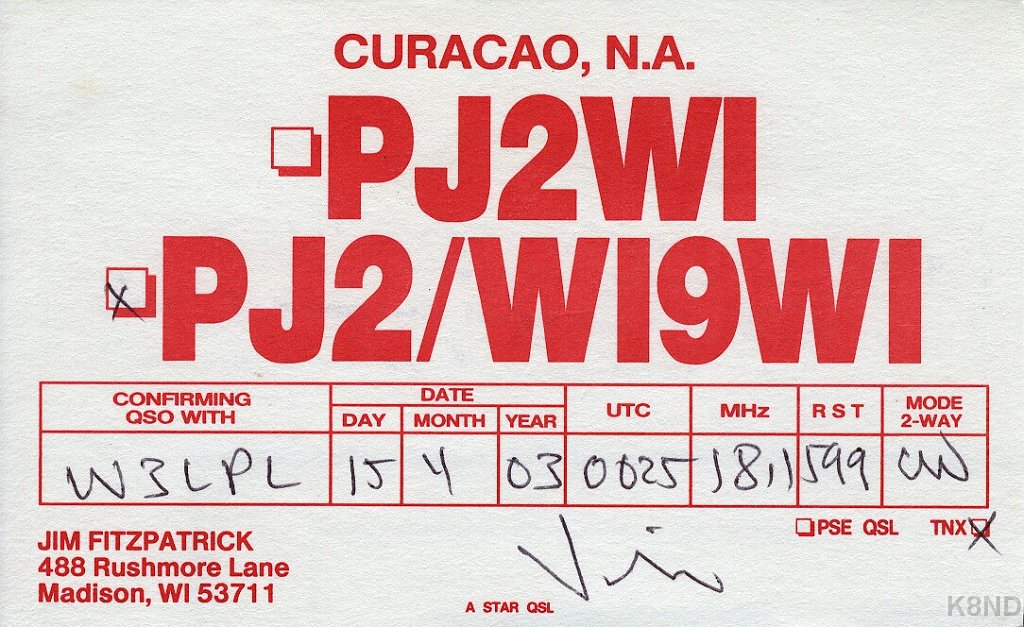 CURACAO, N.A.
PJ2WI
X PJ2/WI9WI
CONFIRMING QSO WITH DATE DAY MONTH YEAR UTC MHz RST MODE 2-WAY
W3LPL 15 4 03 0025 18,1 599 CW
PSE QSL TNX X
JIM FITZPATRICK
488 Rushmore Lane
Madison, WI 53711
Jim
A STAR QSL
K8ND